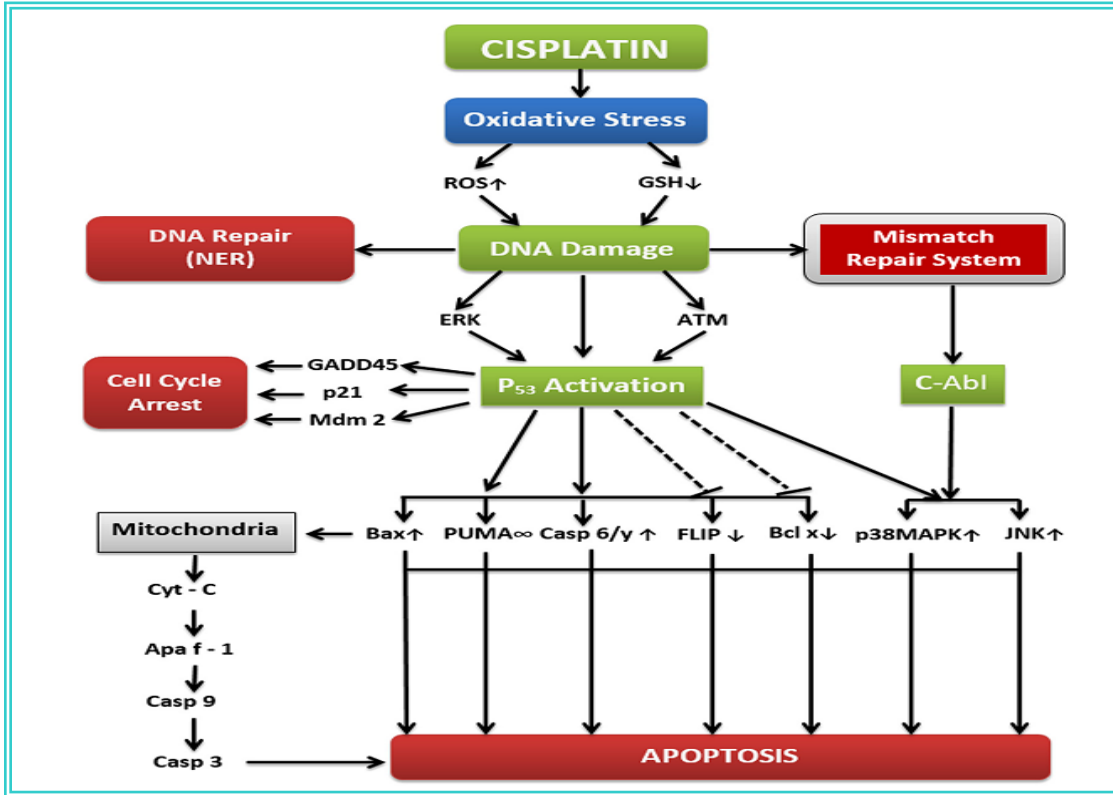 CISPLATIN
Oxidative Stress
ROS↑
GSH↓
DNA Repair
(NER)
DNA Damage
Mismatch
Repair System
ERK
ATM
Cell Cycle
Arrest
GADD45
p21
Mdm 2
P₅₃ Activation
C-Abl
Mitochondria
Bax↑
PUMA∞
Casp 6/y ↑
FLIP ↓
Bcl x↓
p38MAPK↑
JNK↑
Cyt - C
Apa f - 1
Casp 9
Casp 3
APOPTOSIS